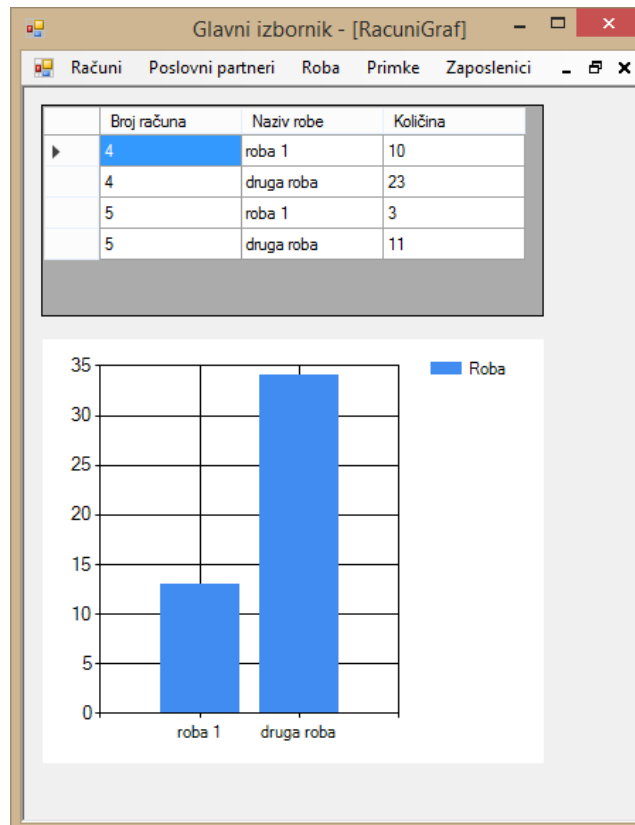 Glavni izbornik - [RacuniGraf]
Računi Poslovni partneri Roba Primke Zaposlenici
Broj računa Naziv robe Količina
4 roba 1 10
4 druga roba 23
5 roba 1 3
5 druga roba 11
35
Roba
30
25
20
15
10
5
0
roba 1 druga roba